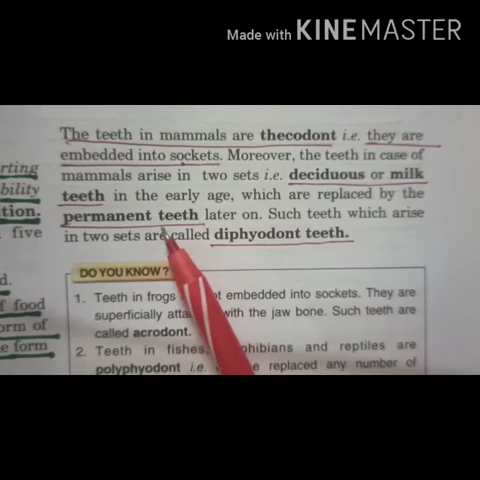 Made with KINEMASTER
The teeth in mammals are thecodont i.e. they are
embedded into sockets. Moreover, the teeth in case of
mammals arise in two sets i.e. deciduous or milk
teeth in the early age, which are replaced by the
permanent teeth later on. Such teeth which arise
in two sets are called diphyodont teeth.
rting
bility
tion.
five
d.
f food
orm of
e form
DO YOU KNOW ?
1. Teeth in frogs embedded into sockets. They are
superficially with the jaw bone. Such teeth are
called acrodont.
2. Teeth in fishes, and reptiles are
polyphyodont i.e. replaced any number of